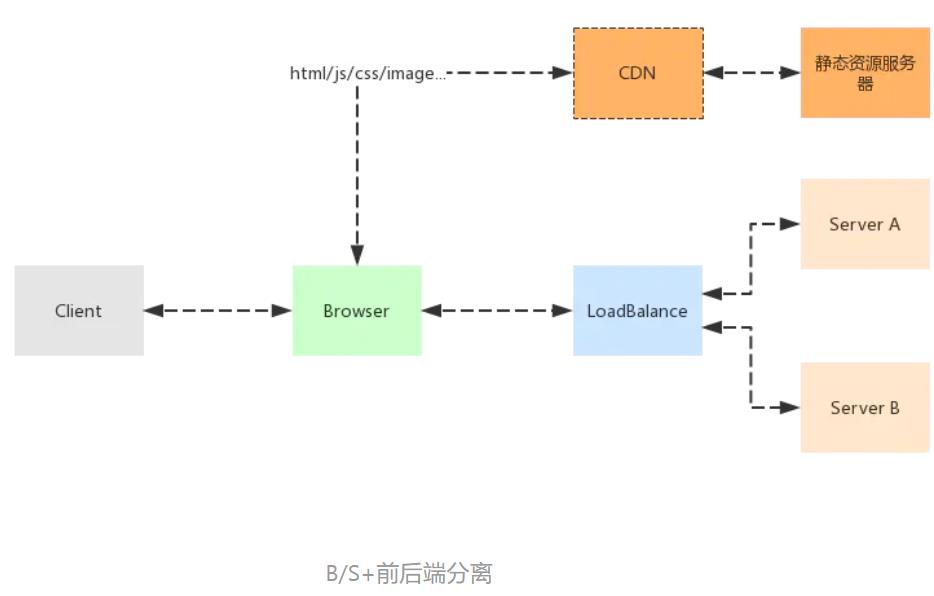 html/js/css/image...
CDN
静态资源服务
器
Server A
Client
Browser
LoadBalance
Server B
B/S+前后端分离